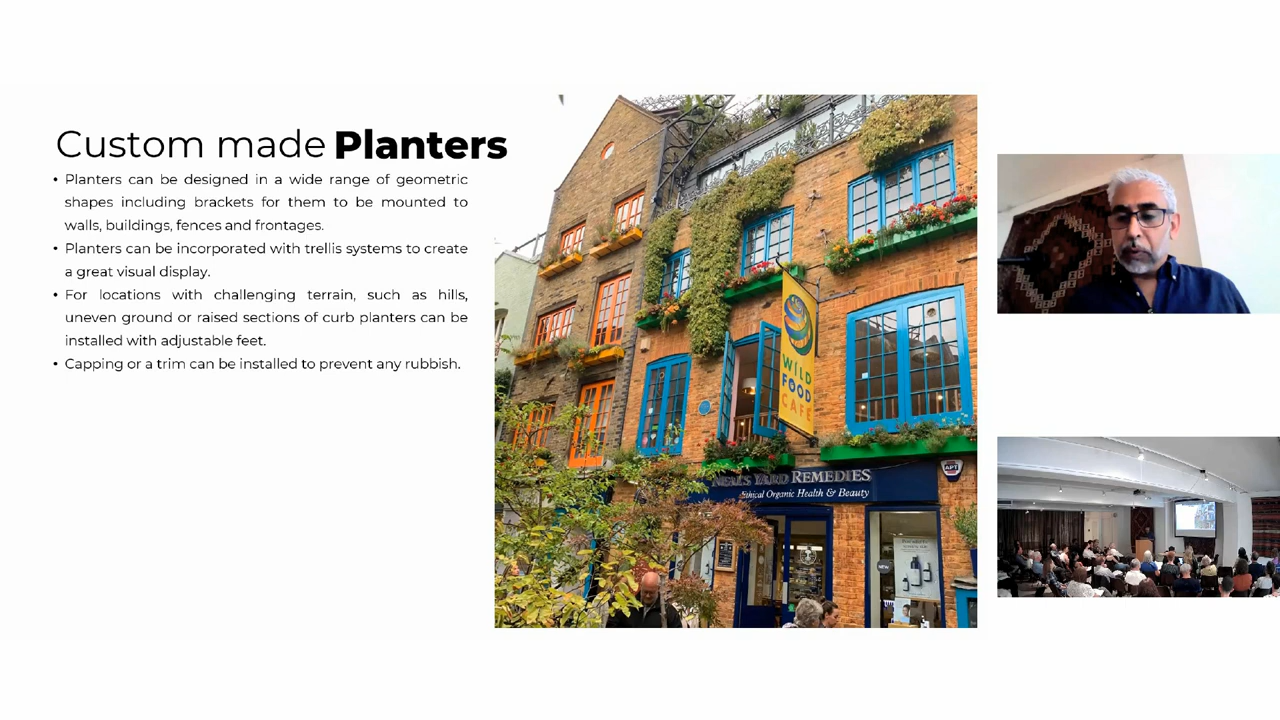 Custom made Planters
• Planters can be designed in a wide range of geometric
shapes including brackets for them to be mounted to
walls, buildings, fences and frontages.
• Planters can be incorporated with trellis systems to create
a great visual display.
• For locations with challenging terrain, such as hills,
uneven ground or raised sections of curb planters can be
installed with adjustable feet.
• Capping or a trim can be installed to prevent any rubbish.
WILD
FOOD
CAFE
NEAL'S YARD REMEDIES
Ethical Organic Health & Beauty
APT